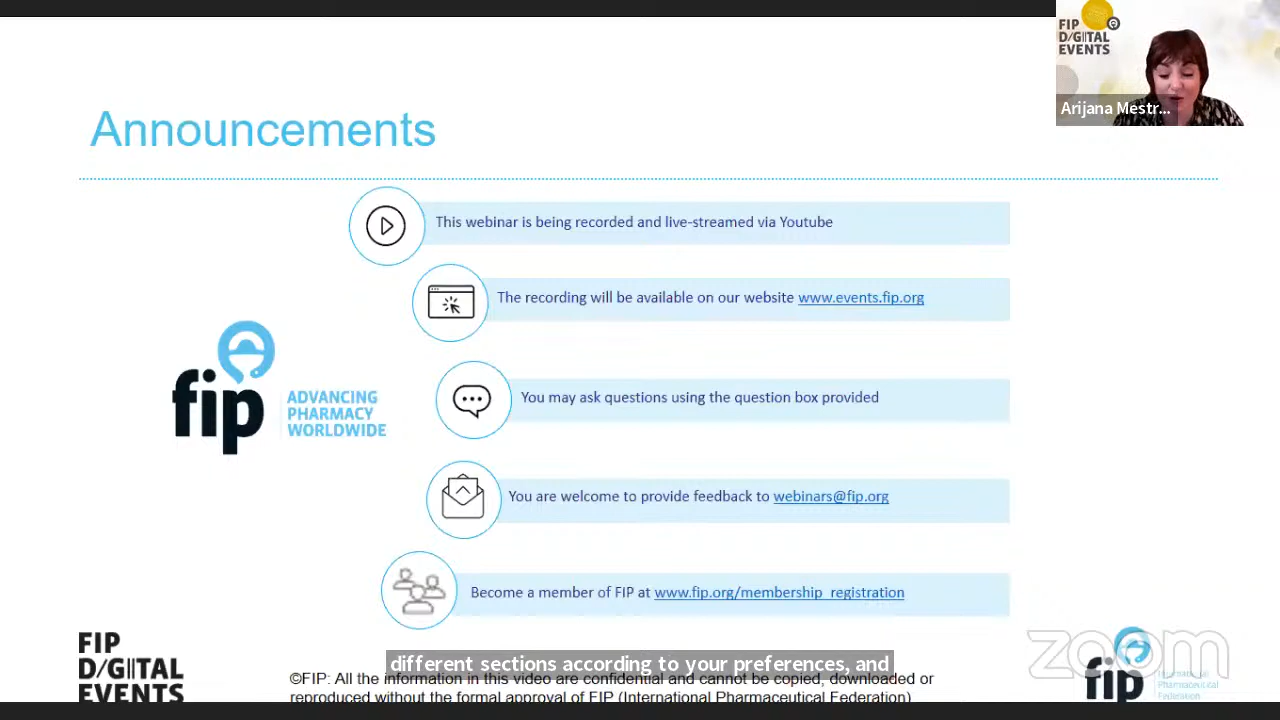 FIP
D/G/TAL
EVENTS
Arijana Mestr...
Announcements
This webinar is being recorded and live-streamed via Youtube
The recording will be available on our website www.events.fip.org
You may ask questions using the question box provided
You are welcome to provide feedback to webinars@fip.org
Become a member of FIP at www.fip.org/membership_registration
fip
ADVANCING
PHARMACY
WORLDWIDE
different sections according to your preferences, and
FIP
D/G/TAL
EVENTS
©FIP: All the information in this video are confidential and cannot be copied, downloaded or
reproduced without the formal approval of FIP (International Pharmaceutical Federation)
zoom
fip
International
Pharmaceutical
Federation